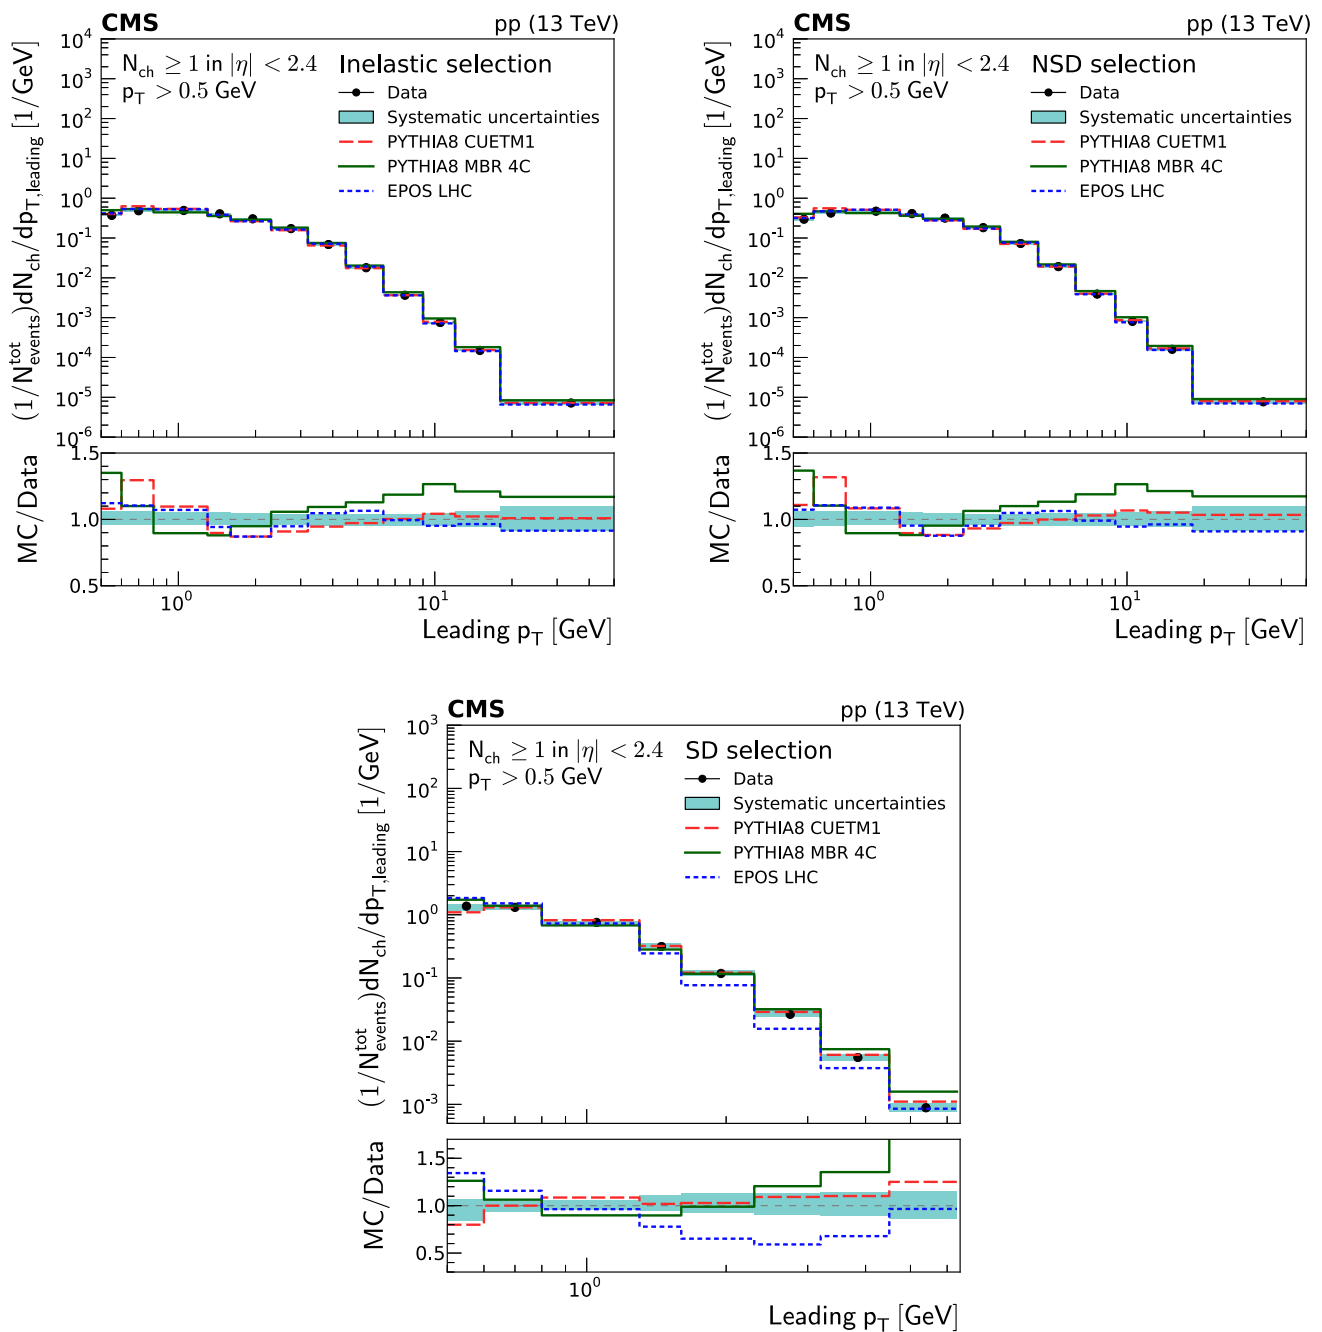 CMS pp (13 TeV)
N_ch ≥ 1 in |η| < 2.4
p_T > 0.5 GeV
Inelastic selection
Data
Systematic uncertainties
PYTHIA8 CUETM1
PYTHIA8 MBR 4C
EPOS LHC
(1/N_events^tot)dN_ch/dp_T,leading [1/GeV]
10^4
10^3
10^2
10^1
10^0
10^-1
10^-2
10^-3
10^-4
10^-5
10^-6
MC/Data
1.5
1.0
0.5
10^0 10^1
Leading p_T [GeV]
CMS pp (13 TeV)
N_ch ≥ 1 in |η| < 2.4
p_T > 0.5 GeV
NSD selection
Data
Systematic uncertainties
PYTHIA8 CUETM1
PYTHIA8 MBR 4C
EPOS LHC
(1/N_events^tot)dN_ch/dp_T,leading [1/GeV]
10^4
10^3
10^2
10^1
10^0
10^-1
10^-2
10^-3
10^-4
10^-5
10^-6
MC/Data
1.5
1.0
0.5
10^0 10^1
Leading p_T [GeV]
CMS pp (13 TeV)
N_ch ≥ 1 in |η| < 2.4
p_T > 0.5 GeV
SD selection
Data
Systematic uncertainties
PYTHIA8 CUETM1
PYTHIA8 MBR 4C
EPOS LHC
(1/N_events^tot)dN_ch/dp_T,leading [1/GeV]
10^3
10^2
10^1
10^0
10^-1
10^-2
10^-3
MC/Data
1.5
1.0
0.5
10^0
Leading p_T [GeV]